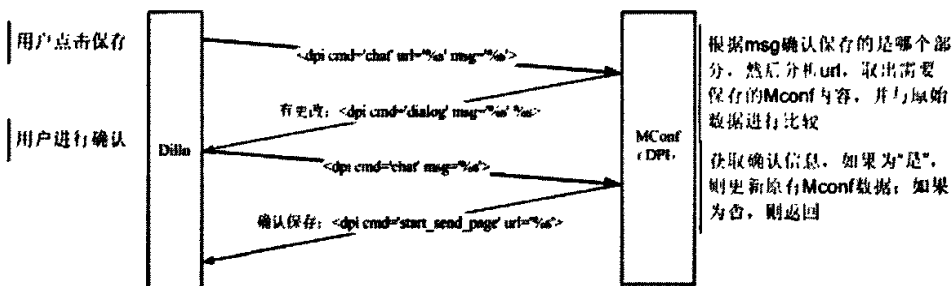 用户点击保存
<dpi cmd='chat' url='%s' msg='%s'>
有更改：<dpi cmd='dialog' msg='%s' %s>
用户进行确认
Dillo
<dpi cmd='chat' msg='%s'>
确认保存：<dpi cmd='start_send_page' url='%s'>
MConf
（DPI）
根据msg确认保存的是哪个部
分，然后分析url，取出需要
保存的Mconf内容，并与原始
数据进行比较
获取确认信息，如果为“是”，
则更新原有Mconf数据；如果
为否，则返回